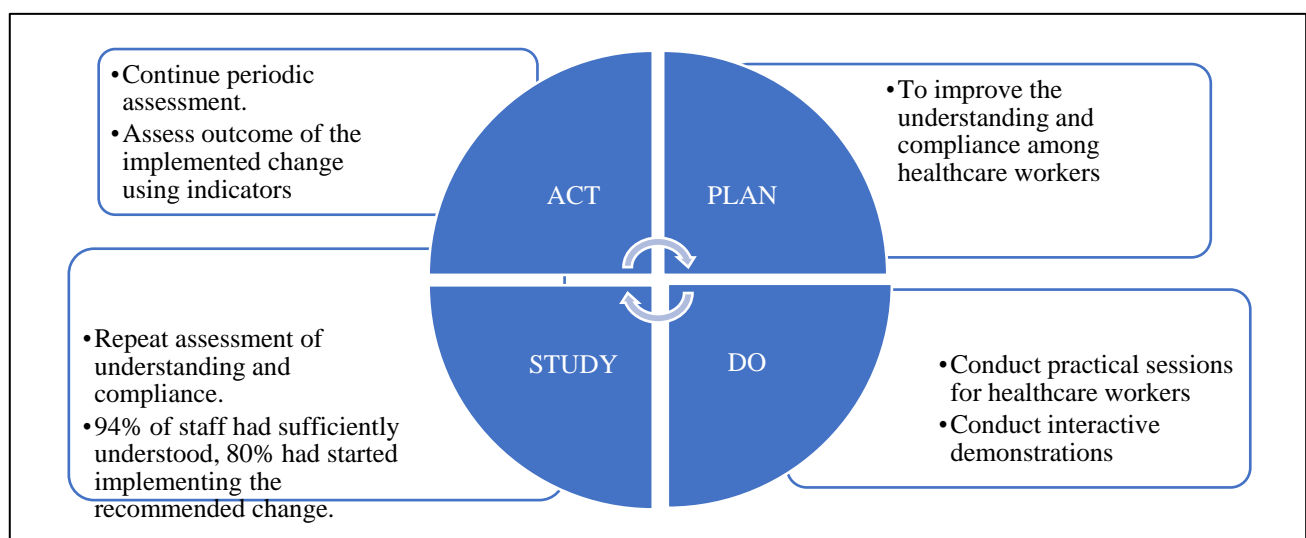 •Continue periodic
assessment.
•Assess outcome of the
implemented change
using indicators
ACT
PLAN
•To improve the
understanding and
compliance among
healthcare workers
•Repeat assessment of
understanding and
compliance.
•94% of staff had sufficiently
understood, 80% had started
implementing the
recommended change.
STUDY
DO
•Conduct practical sessions
for healthcare workers
•Conduct interactive
demonstrations